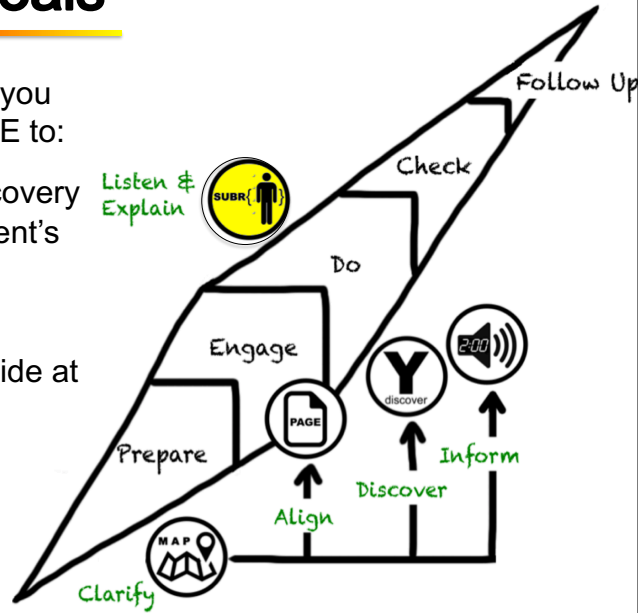 you
E to:
covery
ent's
ide at
Listen &
Explain
SUBR{ }
Follow Up
Check
Do
Engage
Prepare
PAGE
Y
discover
2:00
Align
Discover
Inform
MAP
Clarify